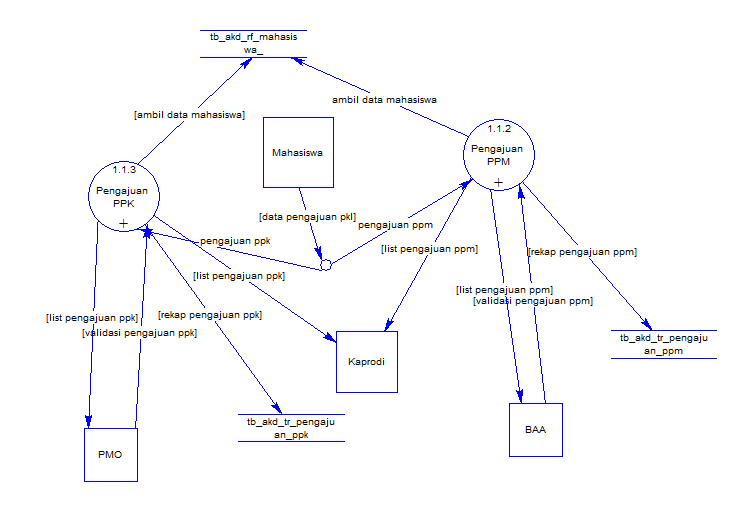 tb_akd_rf_mahasis
wa_
ambil data mahasiswa
[ambil data mahasiswa]
1.1.2
Pengajuan
PPM
+
Mahasiswa
1.1.3
Pengajuan
PPK
+
[data pengajuan pkl]
pengajuan ppm
pengajuan ppk
[list pengajuan ppm]
[rekap pengajuan ppm]
[list pengajuan ppk]
[list pengajuan ppm]
[validasi pengajuan ppm]
[rekap pengajuan ppk]
[list pengajuan ppk]
[validasi pengajuan ppk]
tb_akd_tr_pengaju
an_ppm
Kaprodi
tb_akd_tr_pengaju
an_ppk
BAA
PMO